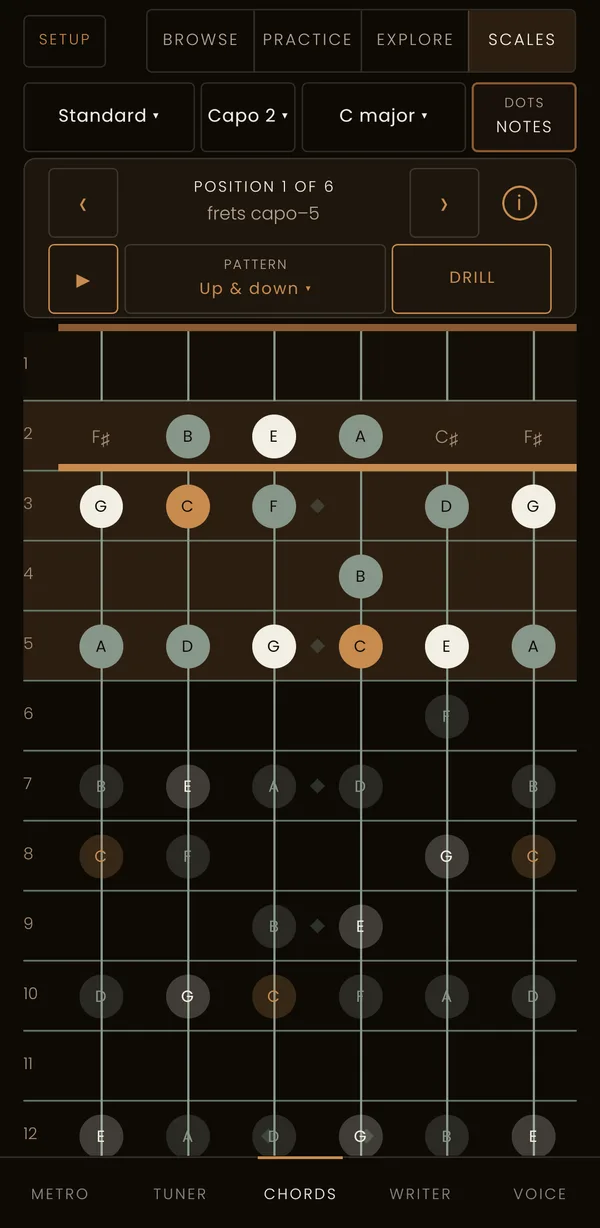 SETUP BROWSE PRACTICE EXPLORE SCALES
Standard ▾ Capo 2 ▾ C major ▾ DOTS
NOTES
‹ POSITION 1 OF 6 › i
frets capo–5
▶ PATTERN DRILL
Up & down ▾
1
2 F♯ B E A C♯ F♯
3 G C F D G
4 B
5 A D G C E A
6 F
7 B E A D B
8 C F G C
9 B E
10 D G C F A D
11
12 E A D G B E
METRO TUNER CHORDS WRITER VOICE